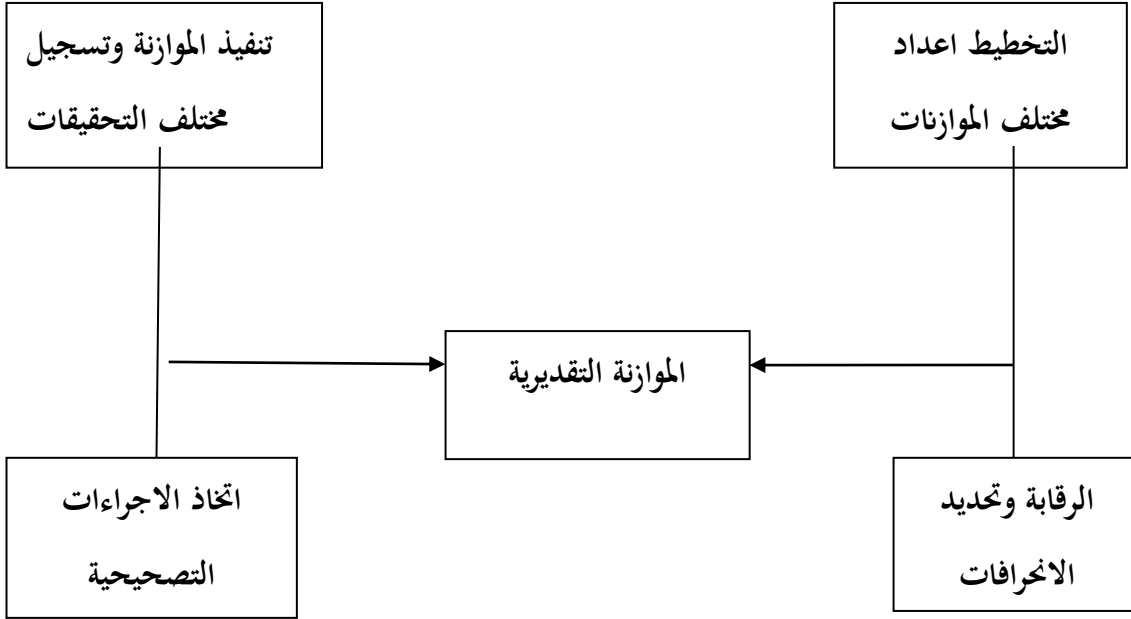 التخطيط اعداد
مختلف الموازنات
تنفيذ الموازنة وتسجيل
مختلف التحقيقات
الموازنة التقديرية
الرقابة وتحديد
الانحرافات
اتخاذ الاجراءات
التصحيحية